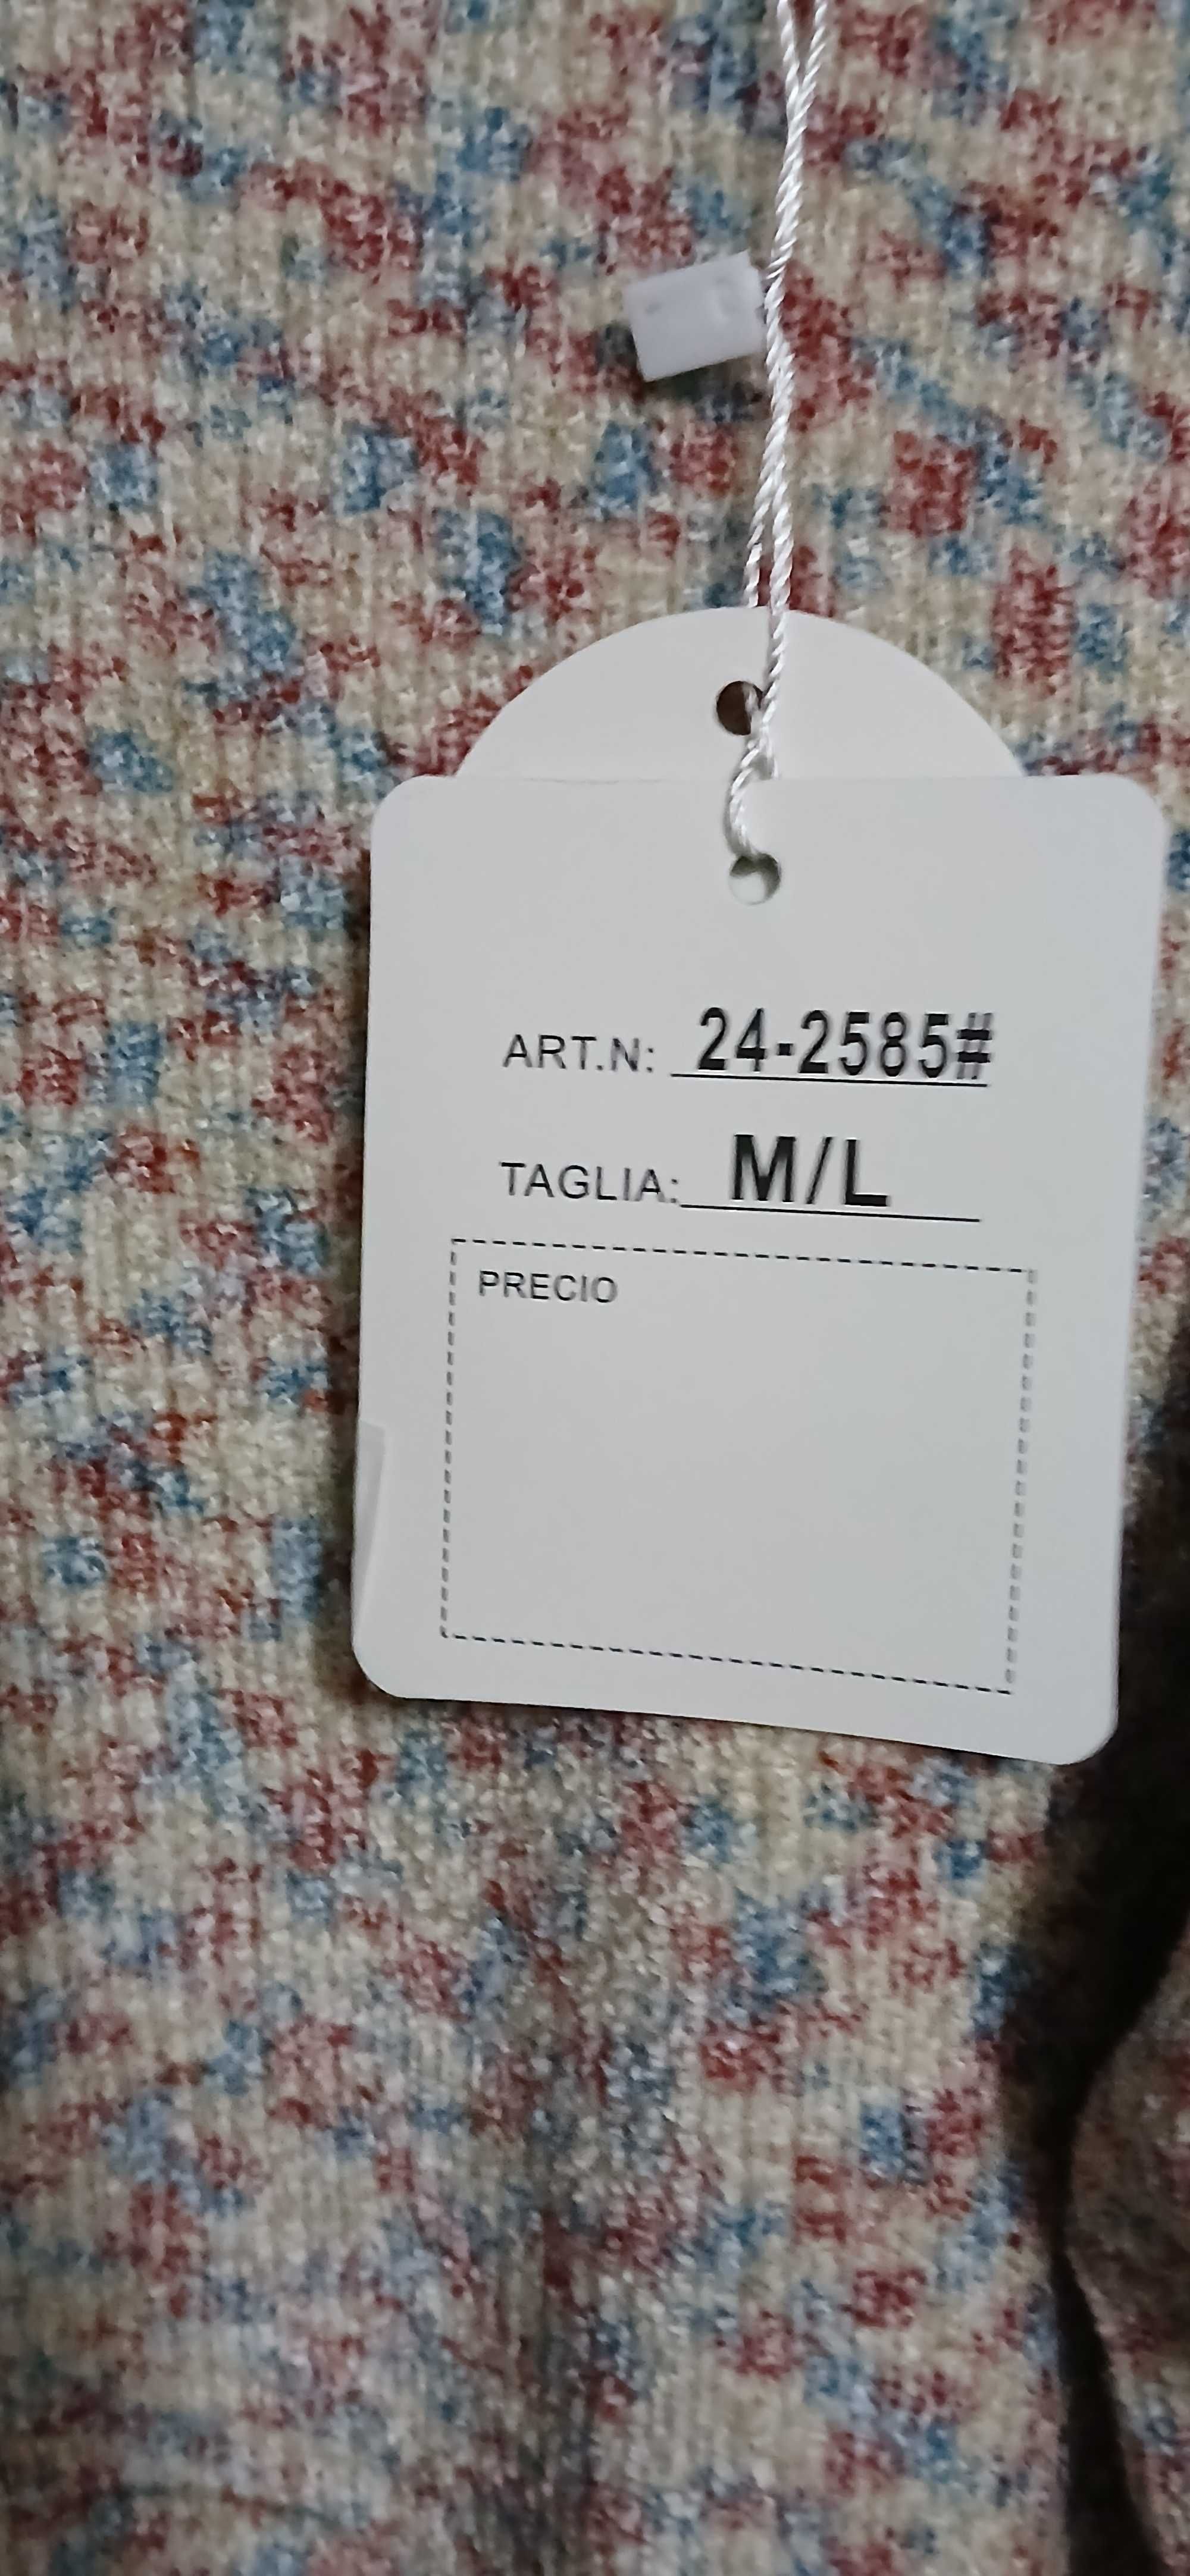 ART.N: 24-2585#
TAGLIA: M/L
PRECIO